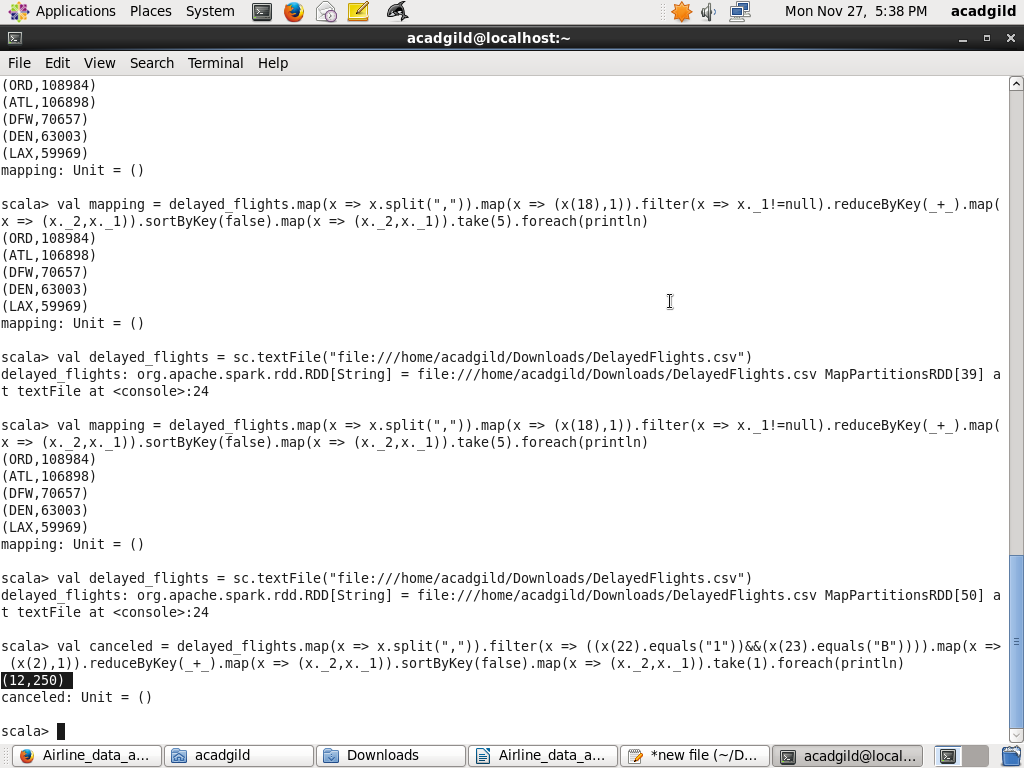 Applications Places System Mon Nov 27, 5:38 PM acadgild
acadgild@localhost:~
File Edit View Search Terminal Help
(ORD,108984)
(ATL,106898)
(DFW,70657)
(DEN,63003)
(LAX,59969)
mapping: Unit = ()
scala> val mapping = delayed_flights.map(x => x.split(",")).map(x => (x(18),1)).filter(x => x._1!=null).reduceByKey(_+_).map(
x => (x._2,x._1)).sortByKey(false).map(x => (x._2,x._1)).take(5).foreach(println)
(ORD,108984)
(ATL,106898)
(DFW,70657)
(DEN,63003)
(LAX,59969)
mapping: Unit = ()
scala> val delayed_flights = sc.textFile("file:///home/acadgild/Downloads/DelayedFlights.csv")
delayed_flights: org.apache.spark.rdd.RDD[String] = file:///home/acadgild/Downloads/DelayedFlights.csv MapPartitionsRDD[39] a
t textFile at <console>:24
scala> val mapping = delayed_flights.map(x => x.split(",")).map(x => (x(18),1)).filter(x => x._1!=null).reduceByKey(_+_).map(
x => (x._2,x._1)).sortByKey(false).map(x => (x._2,x._1)).take(5).foreach(println)
(ORD,108984)
(ATL,106898)
(DFW,70657)
(DEN,63003)
(LAX,59969)
mapping: Unit = ()
scala> val delayed_flights = sc.textFile("file:///home/acadgild/Downloads/DelayedFlights.csv")
delayed_flights: org.apache.spark.rdd.RDD[String] = file:///home/acadgild/Downloads/DelayedFlights.csv MapPartitionsRDD[50] a
t textFile at <console>:24
scala> val canceled = delayed_flights.map(x => x.split(",")).filter(x => ((x(22).equals("1"))&&(x(23).equals("B")))).map(x =>
(x(2),1)).reduceByKey(_+_).map(x => (x._2,x._1)).sortByKey(false).map(x => (x._2,x._1)).take(1).foreach(println)
(12,250)
canceled: Unit = ()
scala>
Airline_data_a... acadgild Downloads Airline_data_a... *new file (~/D... acadgild@local...